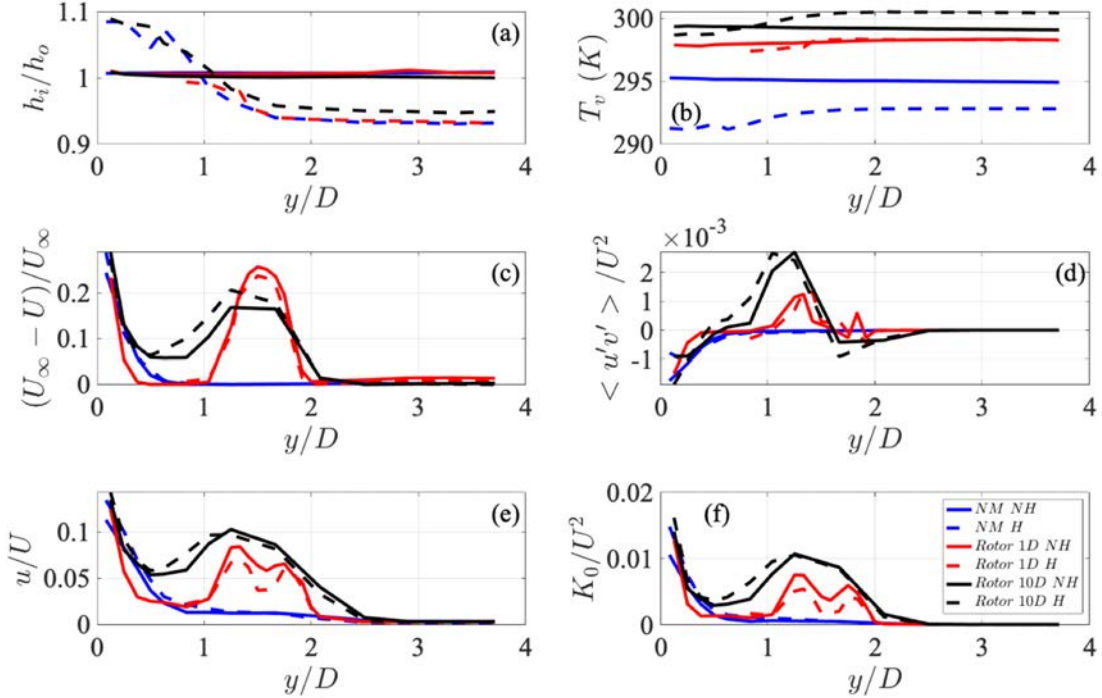 1.1
(a)
h_i/h_o
1
0.9
0 1 2 3 4
y/D
300
T_v (K)
295
(b)
290
0 1 2 3 4
y/D
(c)
(U_∞ − U)/U_∞
0.2
0.1
0
0 1 2 3 4
y/D
×10^-3
(d)
< u'v' > /U^2
2
1
0
-1
0 1 2 3 4
y/D
(e)
u/U
0.1
0.05
0
0 1 2 3 4
y/D
0.02
(f)
K_0/U^2
0.01
0
0 1 2 3 4
y/D
NM NH
NM H
Rotor 1D NH
Rotor 1D H
Rotor 10D NH
Rotor 10D H